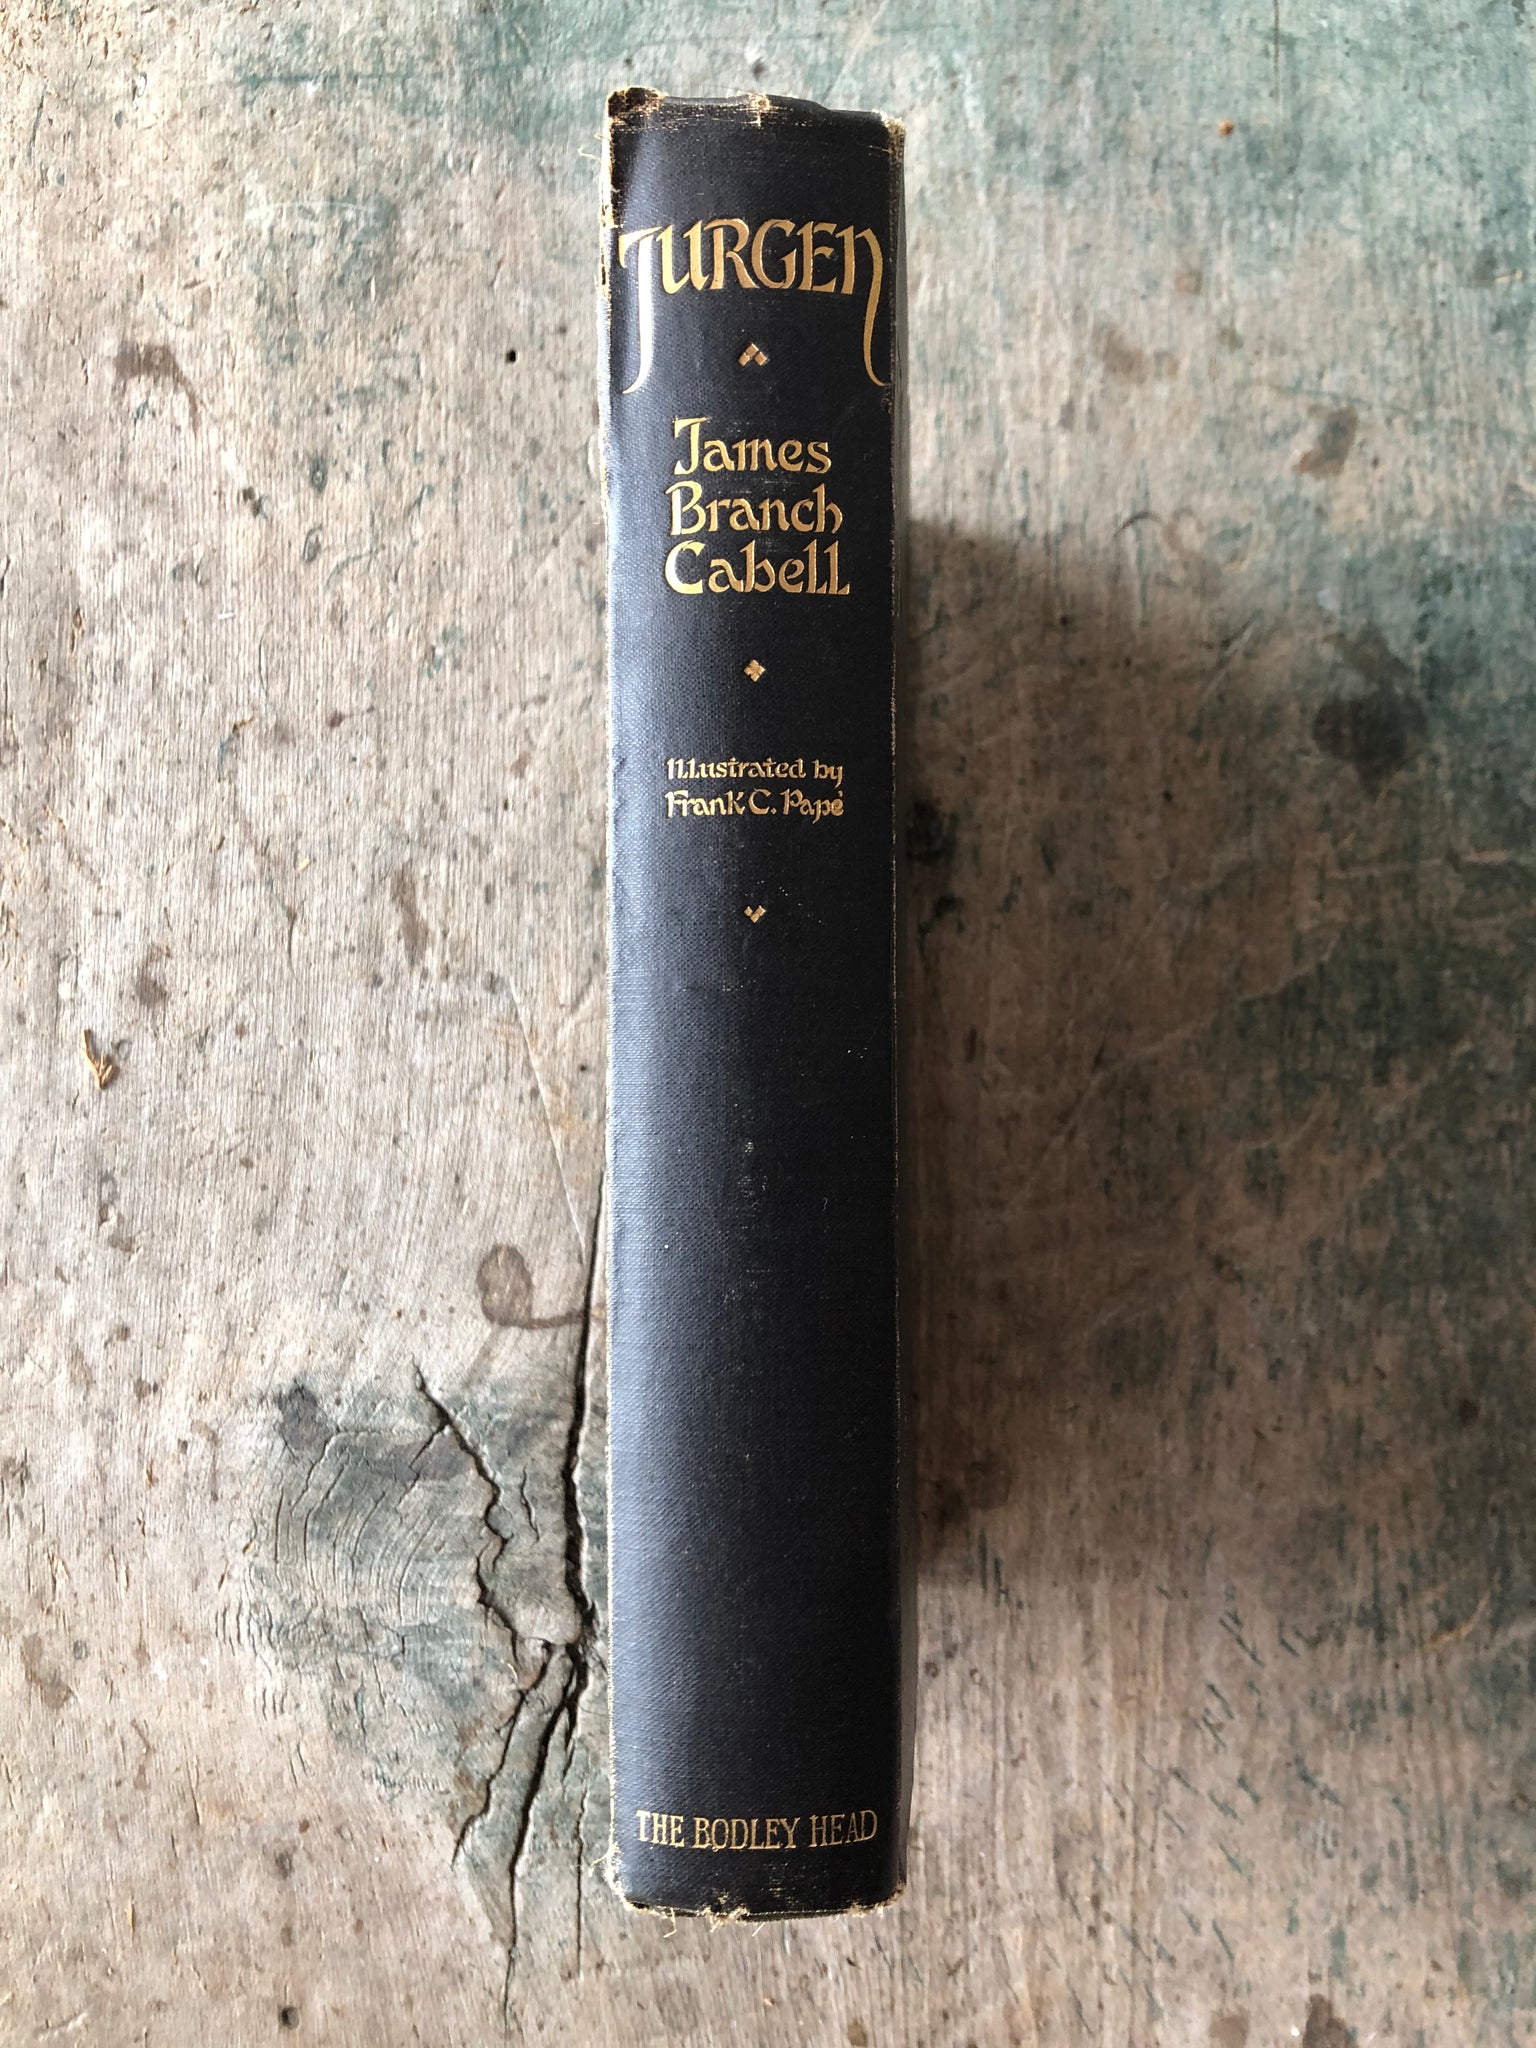 JURGEN
James
Branch
Cabell
Illustrated by
Frank C. Papé
THE BODLEY HEAD